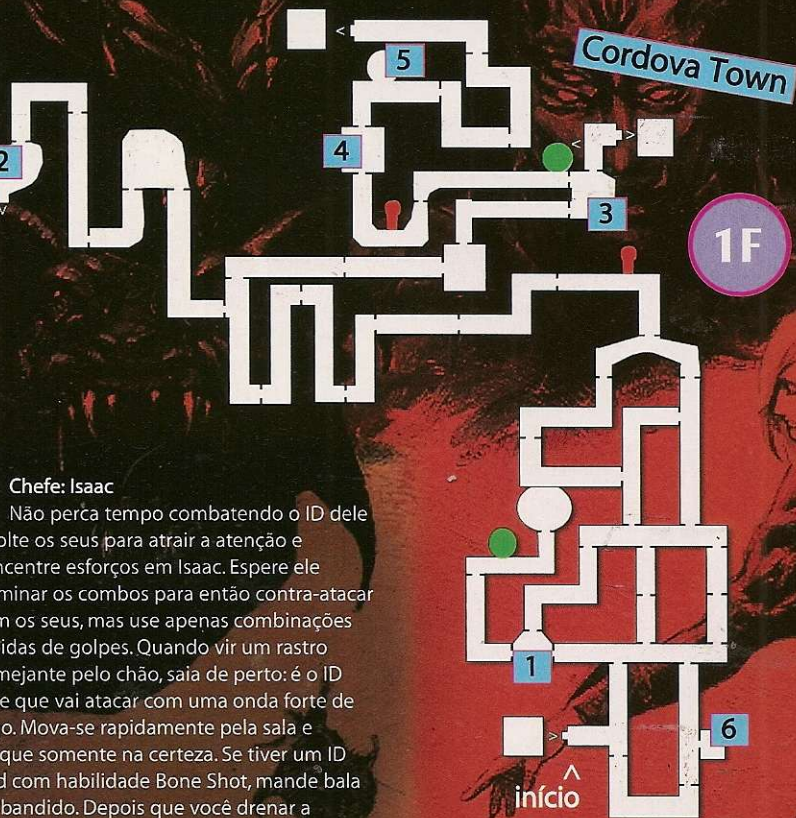 Cordova Town
5
2
4
3
1F
1
6
início
Chefe: Isaac
Não perca tempo combatendo o ID dele
olte os seus para atrair a atenção e
ncentre esforços em Isaac. Espere ele
minar os combos para então contra-atacar
m os seus, mas use apenas combinações
idas de golpes. Quando vir um rastro
mejante pelo chão, saia de perto: é o ID
e que vai atacar com uma onda forte de
o. Mova-se rapidamente pela sala e
que somente na certeza. Se tiver um ID
d com habilidade Bone Shot, mande bala
bandido. Depois que você drenar a